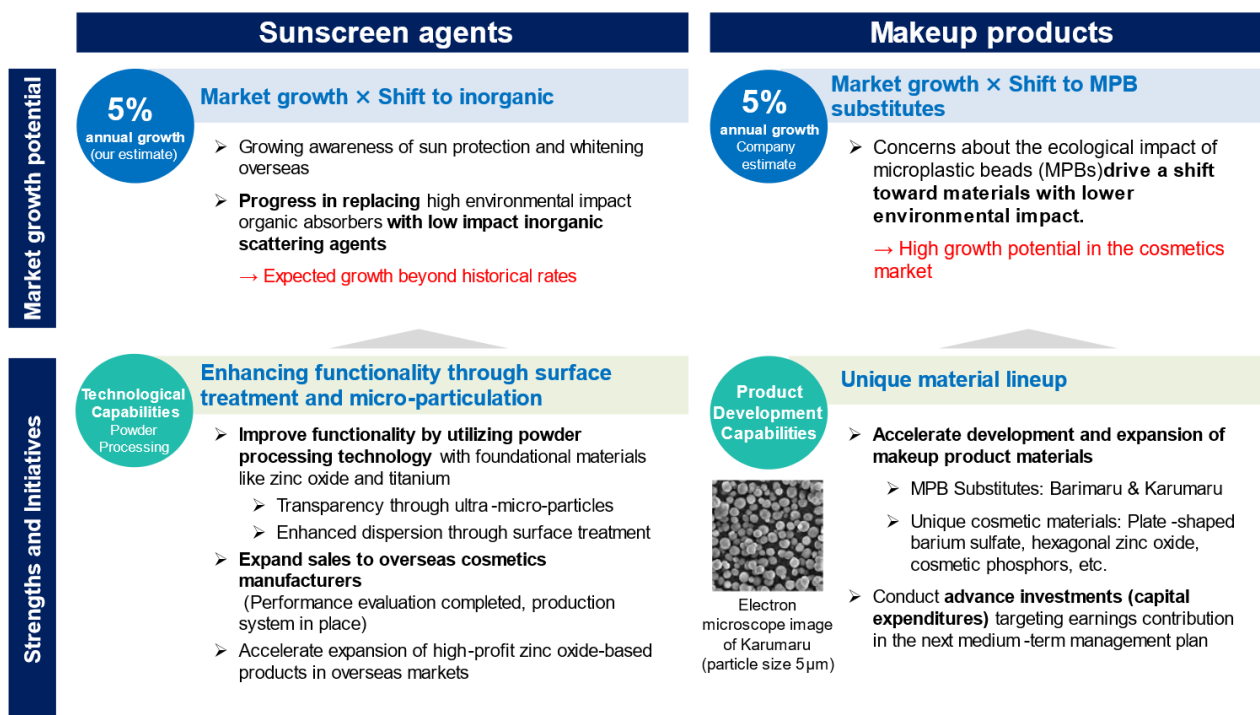 Sunscreen agents
Market growth potential
5%
annual growth
(our estimate)
Market growth × Shift to inorganic
➢ Growing awareness of sun protection and whitening
overseas
➢ Progress in replacing high environmental impact
organic absorbers with low impact inorganic
scattering agents
→ Expected growth beyond historical rates
Makeup products
5%
annual growth
Company
estimate
Market growth × Shift to MPB
substitutes
➢ Concerns about the ecological impact of
microplastic beads (MPBs)drive a shift
toward materials with lower
environmental impact.
→ High growth potential in the cosmetics
market
Strengths and Initiatives
Technological
Capabilities
Powder
Processing
Enhancing functionality through surface
treatment and micro-particulation
➢ Improve functionality by utilizing powder
processing technology with foundational materials
like zinc oxide and titanium
➢ Transparency through ultra-micro-particles
➢ Enhanced dispersion through surface treatment
➢ Expand sales to overseas cosmetics
manufacturers
(Performance evaluation completed, production
system in place)
➢ Accelerate expansion of high-profit zinc oxide-based
products in overseas markets
Product
Development
Capabilities
Unique material lineup
➢ Accelerate development and expansion of
makeup product materials
➢ MPB Substitutes: Barimaru & Karumaru
➢ Unique cosmetic materials: Plate-shaped
barium sulfate, hexagonal zinc oxide,
cosmetic phosphors, etc.
➢ Conduct advance investments (capital
expenditures) targeting earnings contribution
in the next medium-term management plan
Electron
microscope image
of Karumaru
(particle size 5μm)